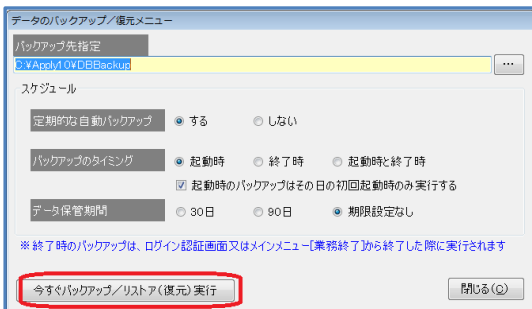 データのバックアップ/復元メニュー
バックアップ先指定
C:¥Apply10¥DBBackup
...
スケジュール
定期的な自動バックアップ する しない
バックアップのタイミング 起動時 終了時 起動時と終了時
起動時のバックアップはその日の初回起動時のみ実行する
データ保管期間 30日 90日 期限設定なし
※終了時のバックアップは、ログイン認証画面又はメインメニュー[業務終了]から終了した際に実行されます
今すぐバックアップ/リストア(復元)実行 閉じる(C)